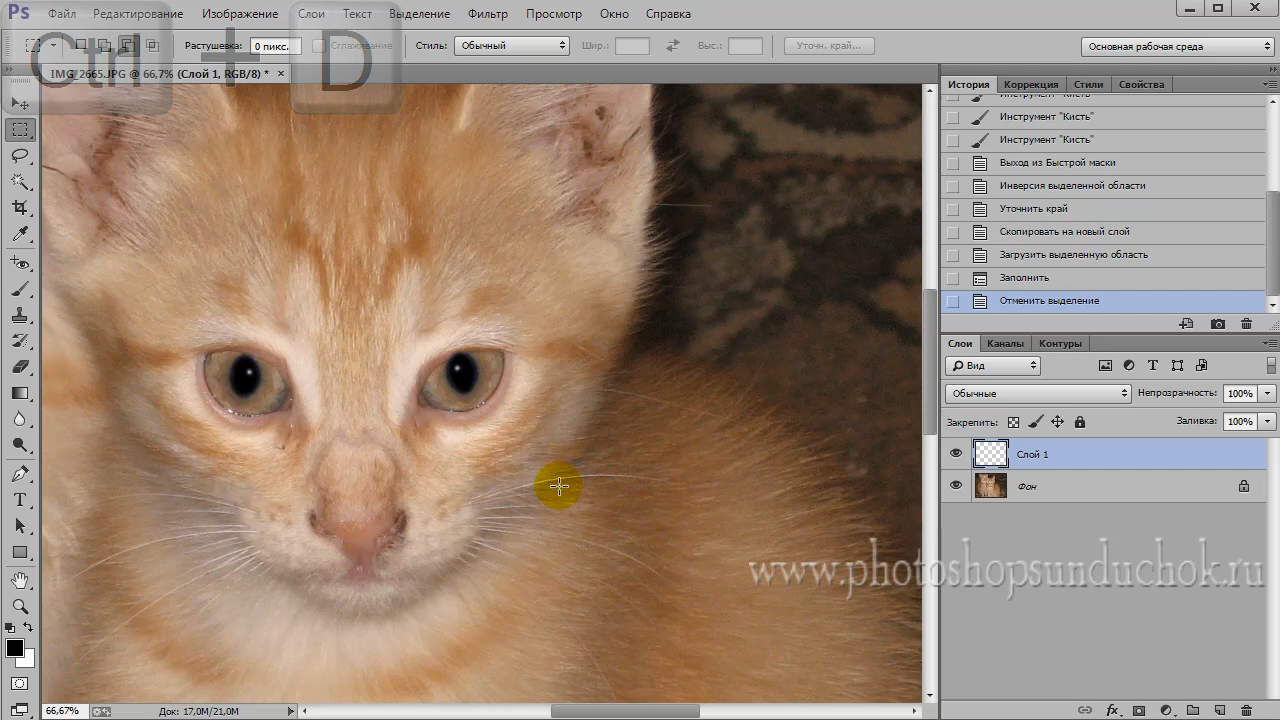 Ps Файл Редактирование Изображение Слои Текст Выделение Фильтр Просмотр Окно Справка
Растушевка: 0 пикс. Сглаживание Стиль: Обычный Шир.: Выс.: Уточн. край... Основная рабочая среда
Ctrl + D
IMG_2665.JPG @ 66,7% (Слой 1, RGB/8) * ×
История Коррекция Стили Свойства
Инструмент "Кисть"
Инструмент "Кисть"
Инструмент "Кисть"
Выход из Быстрой маски
Инверсия выделенной области
Уточнить край
Скопировать на новый слой
Загрузить выделенную область
Заполнить
Отменить выделение
Слои Каналы Контуры
Вид
Обычные Непрозрачность: 100%
Закрепить: Заливка: 100%
Слой 1
Фон
www.photoshopsunduchok.ru
66,67% Док: 17,0M/21,0M